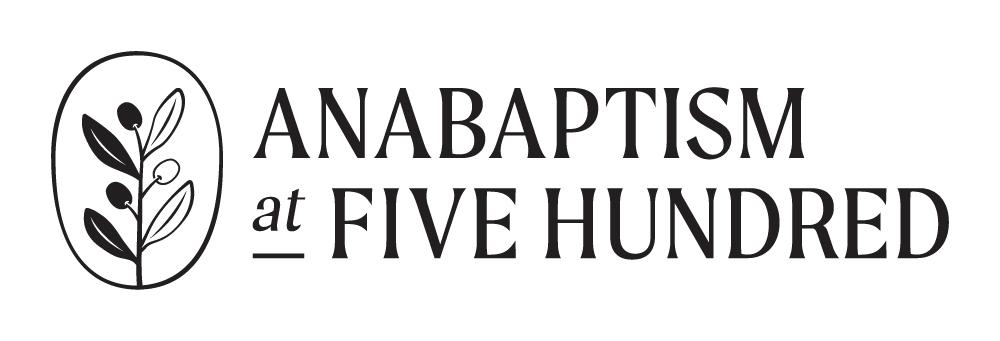 ANABAPTISM
at FIVE HUNDRED